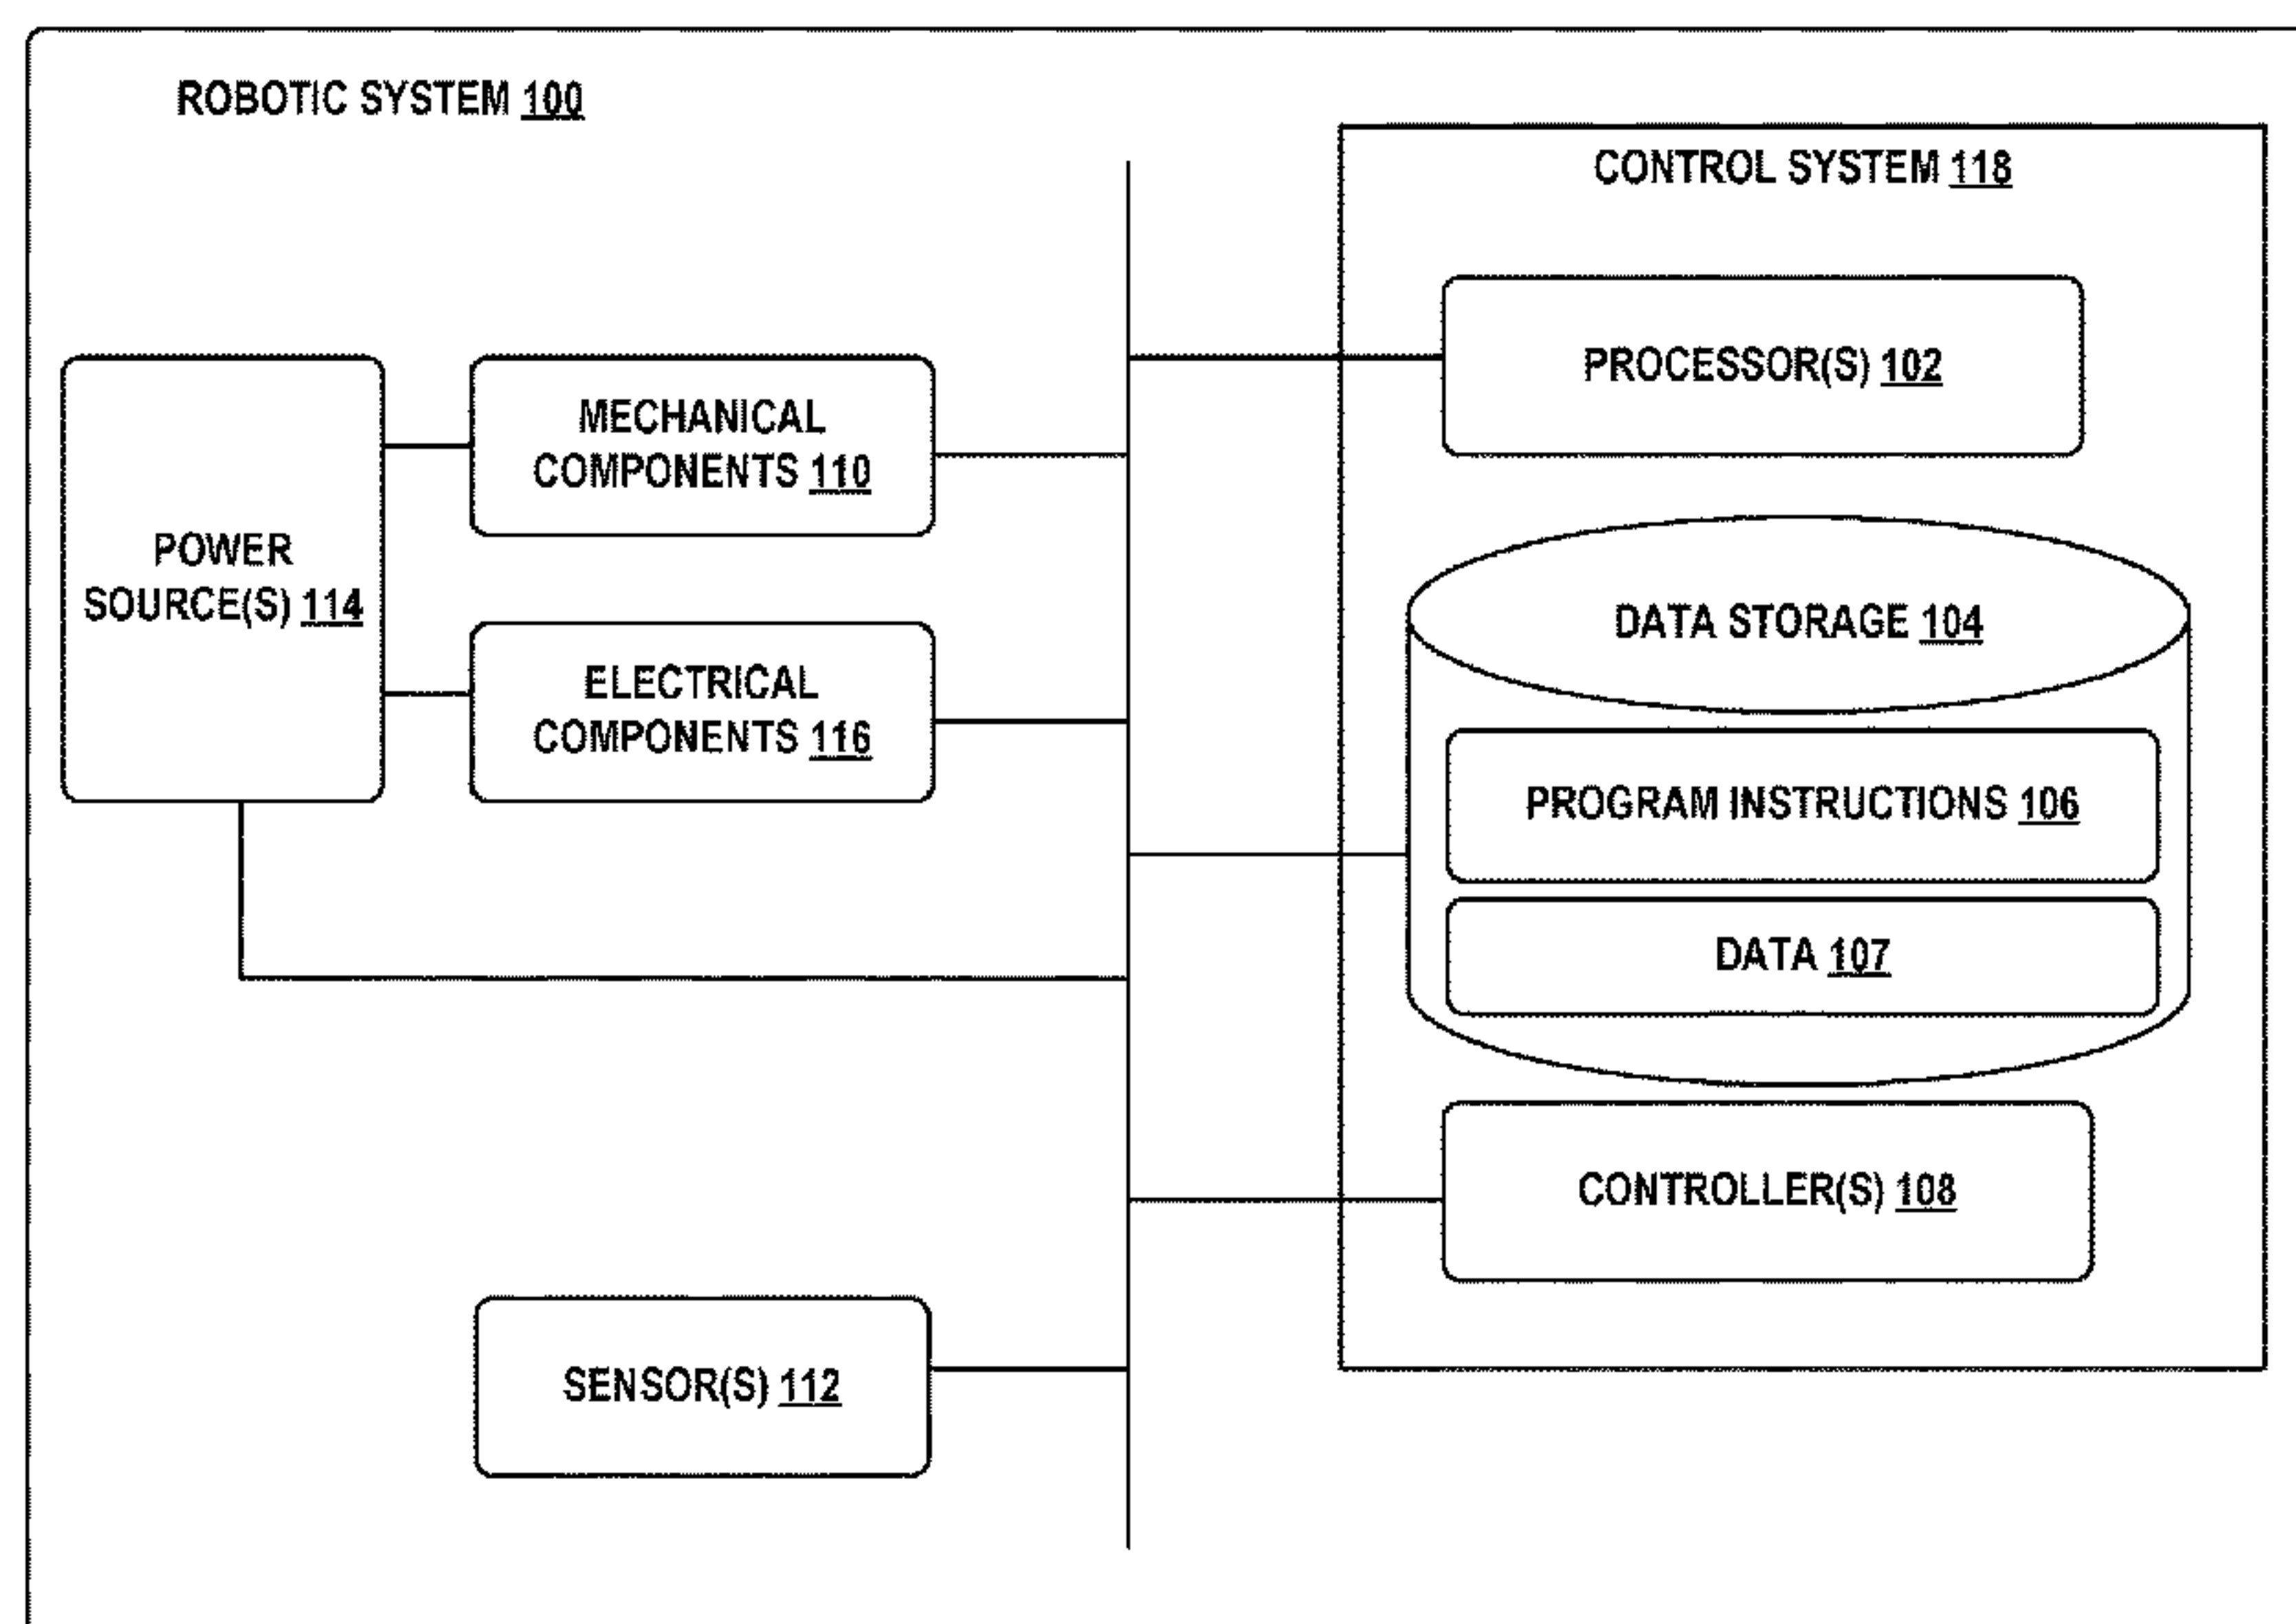 ROBOTIC SYSTEM 100
CONTROL SYSTEM 118
PROCESSOR(S) 102
MECHANICAL
COMPONENTS 110
POWER
SOURCE(S) 114
DATA STORAGE 104
ELECTRICAL
COMPONENTS 116
PROGRAM INSTRUCTIONS 106
DATA 107
CONTROLLER(S) 108
SENSOR(S) 112